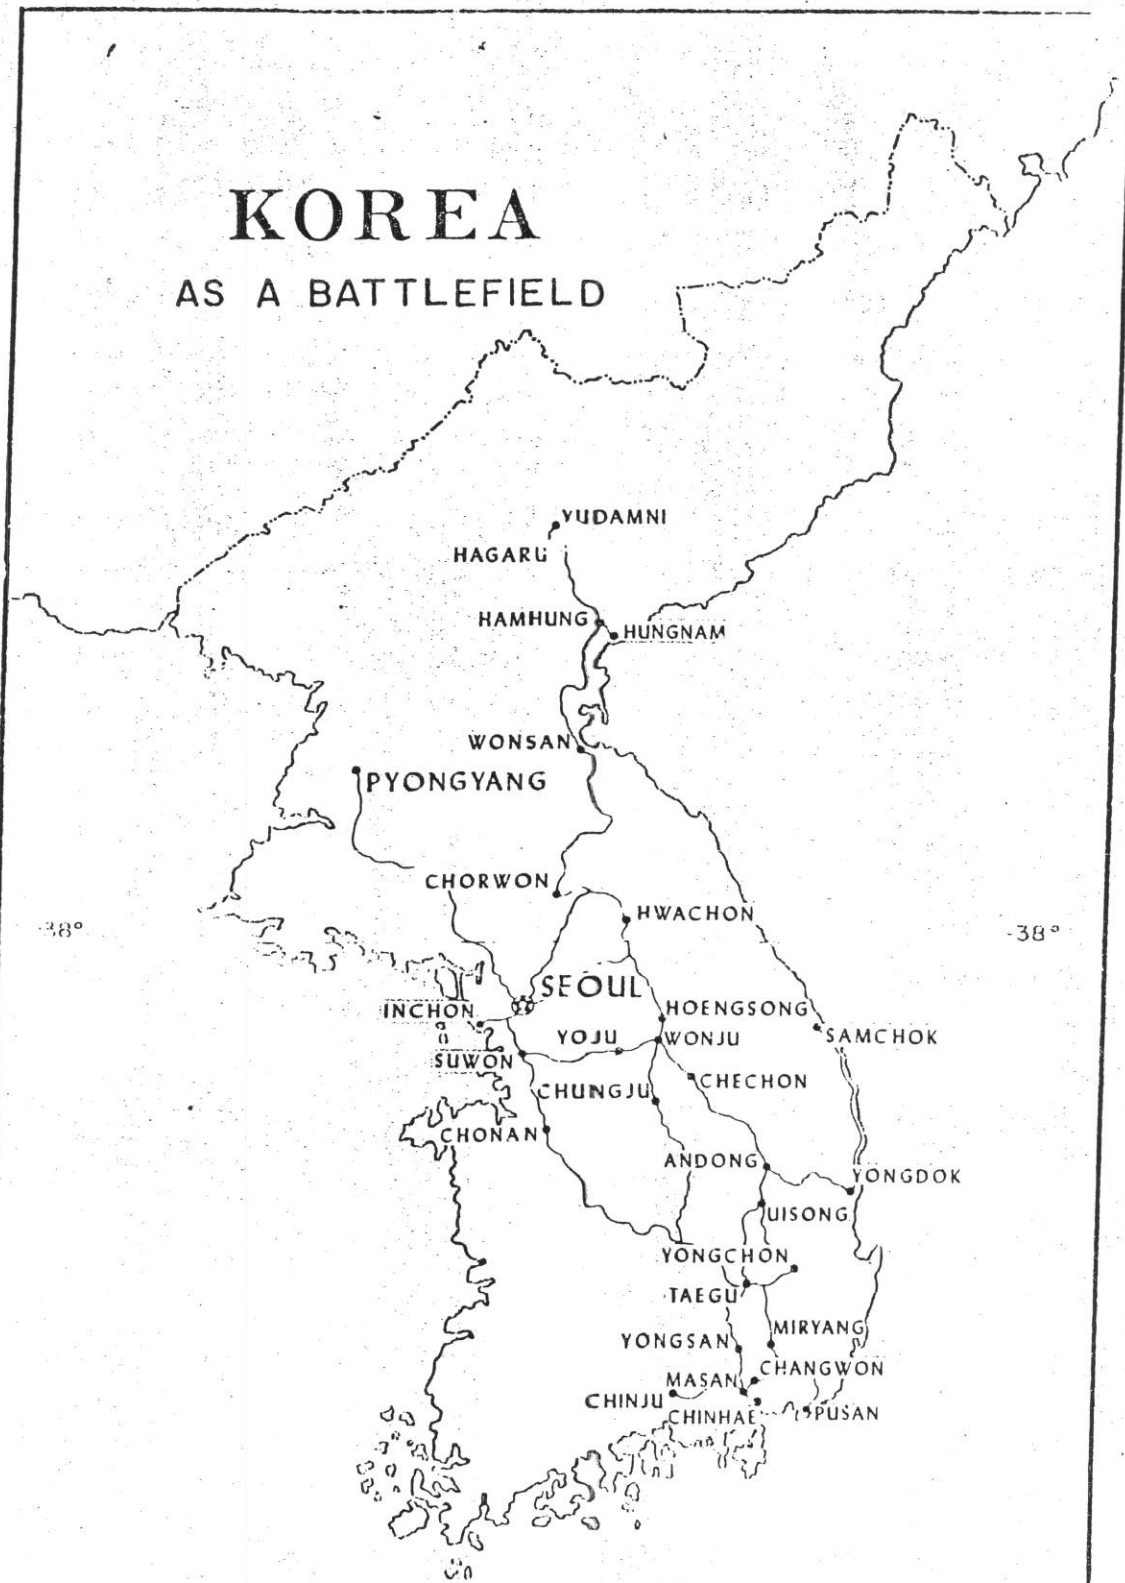 KOREA
AS A BATTLEFIELD
YUDAMNI
HAGARU
HAMHUNG
HUNGNAM
WONSAN
PYONGYANG
CHORWON
HWACHON
38°
-38°
SEOUL
INCHON
HOENGSONG
SAMCHOK
YOJU
WONJU
SUWON
CHECHON
CHUNGJU
CHONAN
ANDONG
YONGDOK
UISONG
YONGCHON
TAEGU
MIRYANG
YONGSAN
CHANGWON
MASAN
CHINJU
CHINHAE
PUSAN